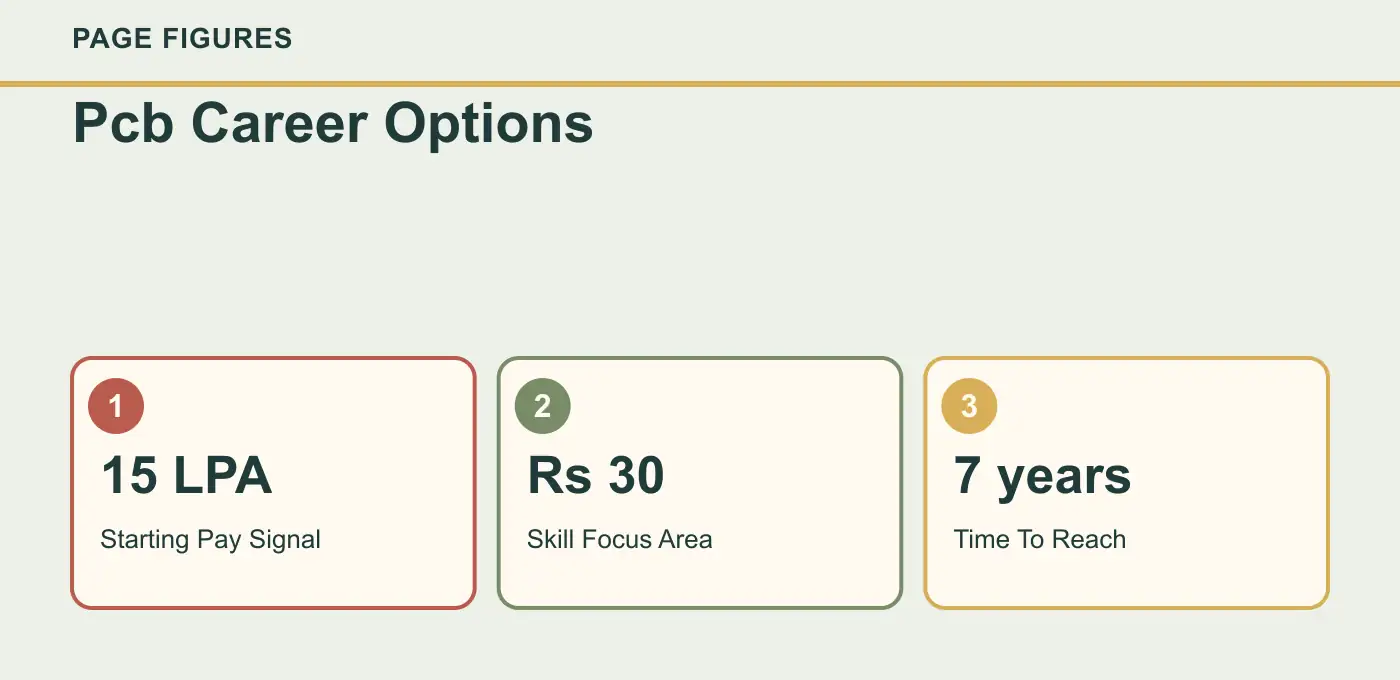 PAGE FIGURES
Pcb Career Options
1
15 LPA
Starting Pay Signal
2
Rs 30
Skill Focus Area
3
7 years
Time To Reach